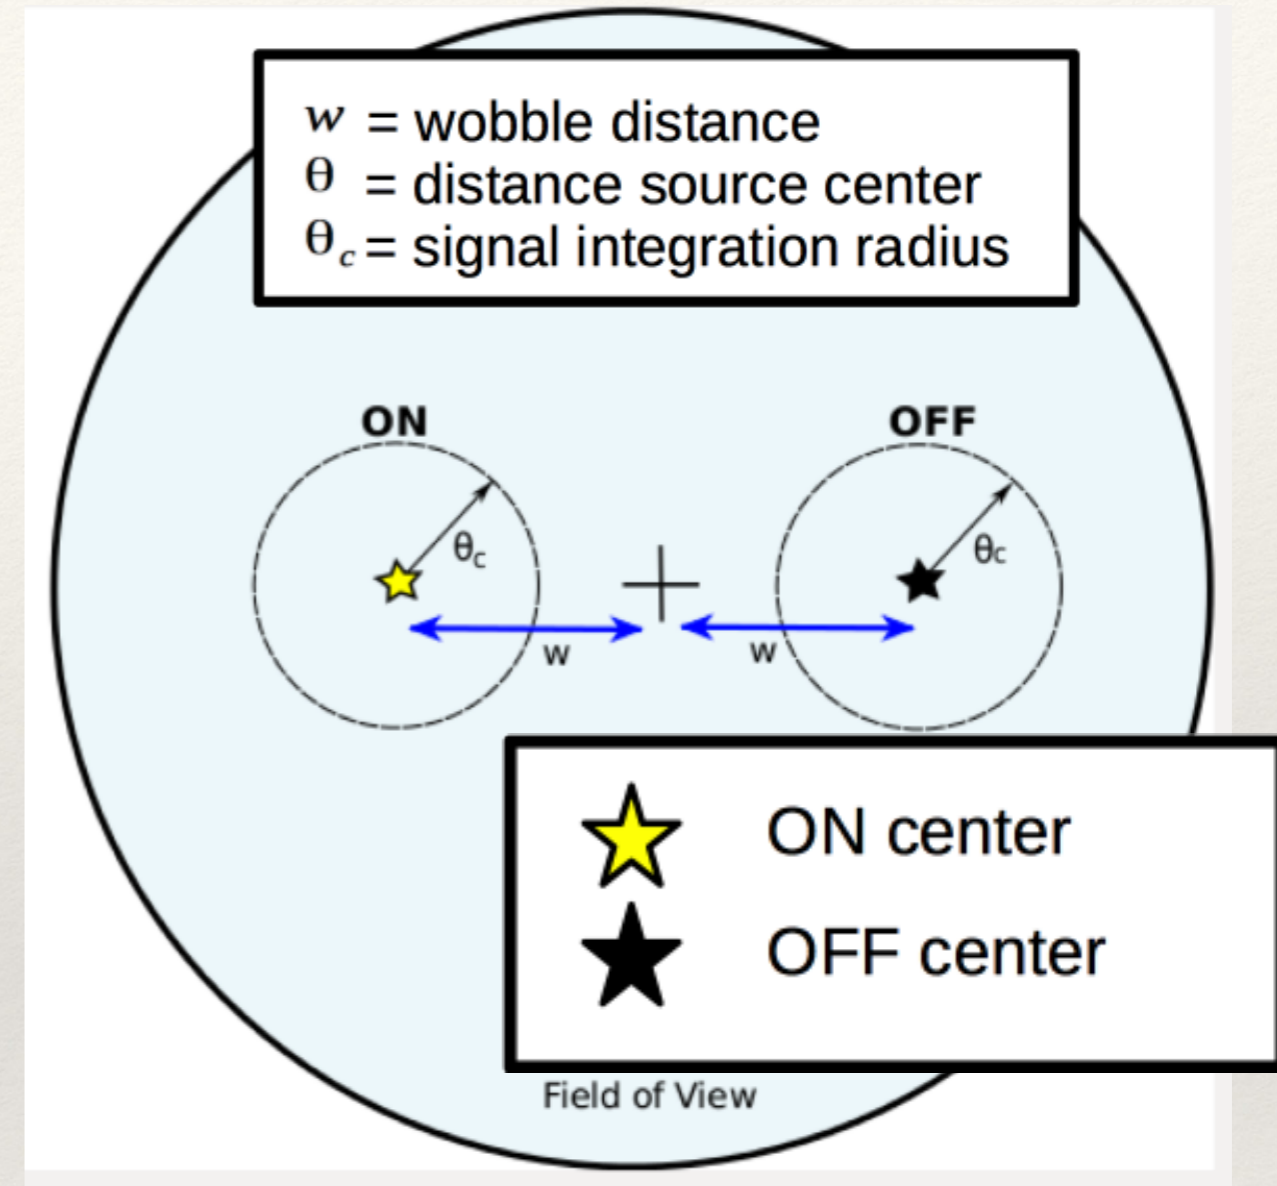 w = wobble distance
θ = distance source center
θc = signal integration radius
ON
OFF
θc
θc
w
w
ON center
OFF center
Field of View